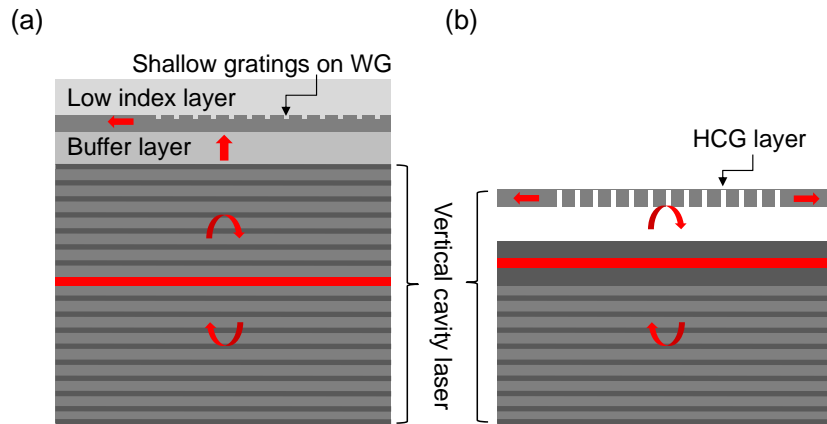 (a)
Shallow gratings on WG
Low index layer
Buffer layer
Vertical cavity laser
(b)
HCG layer